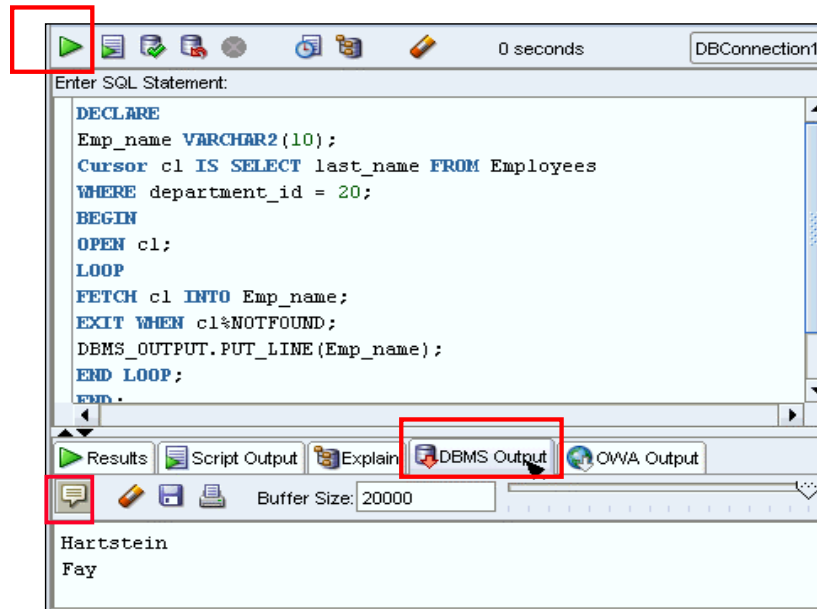 0 seconds DBConnection1
Enter SQL Statement:
DECLARE
Emp_name VARCHAR2(10);
Cursor c1 IS SELECT last_name FROM Employees
WHERE department_id = 20;
BEGIN
OPEN c1;
LOOP
FETCH c1 INTO Emp_name;
EXIT WHEN c1%NOTFOUND;
DBMS_OUTPUT.PUT_LINE(Emp_name);
END LOOP;
END;
Results Script Output Explain DBMS Output OWA Output
Buffer Size: 20000
Hartstein
Fay